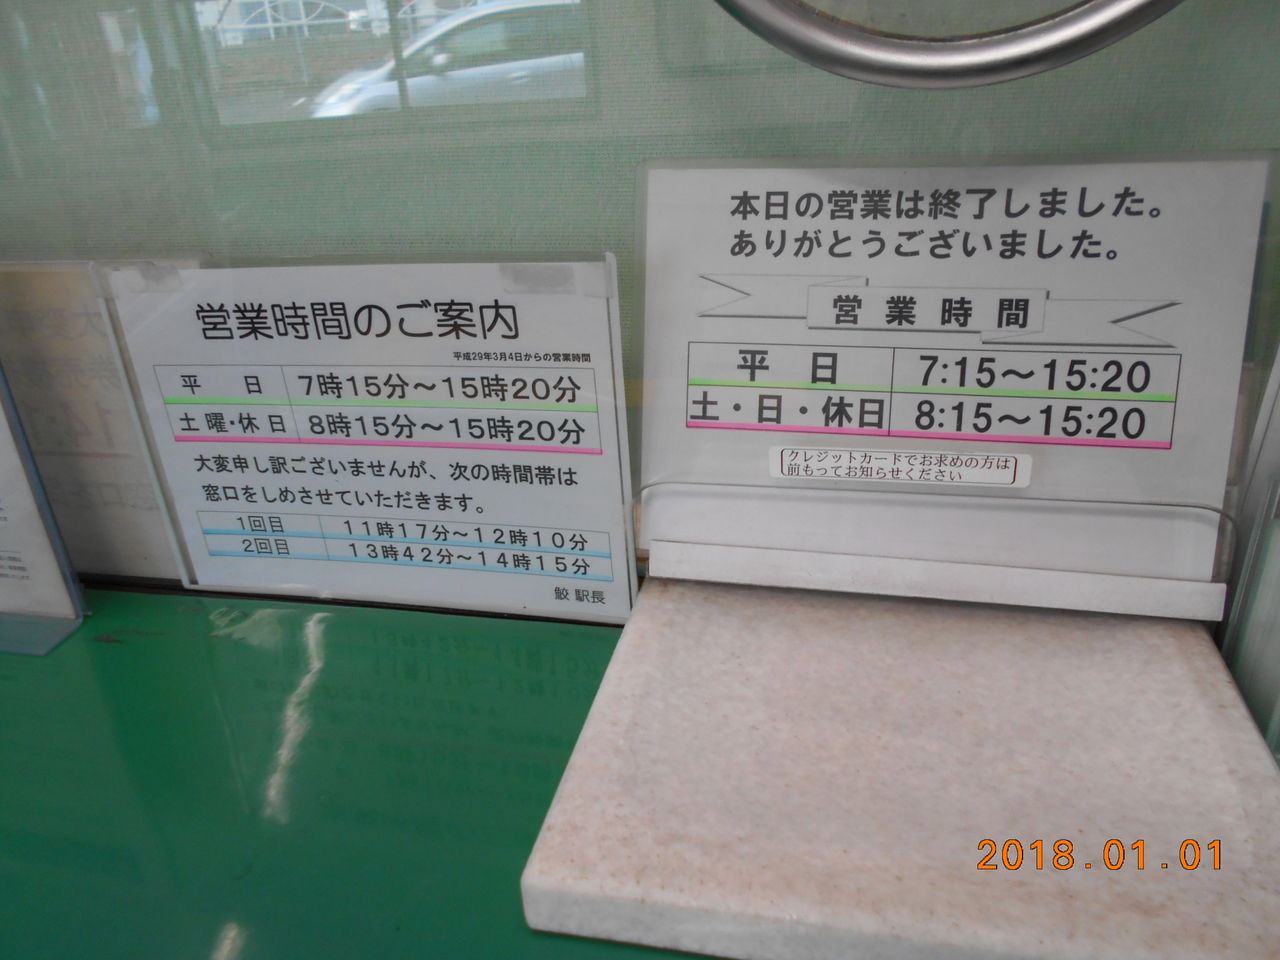 営業時間のご案内
平成29年3月4日からの営業時間
平 日 7時15分～15時20分
土曜・休日 8時15分～15時20分
大変申し訳ございませんが、次の時間帯は
窓口をしめさせていただきます。
1回目 11時17分～12時10分
2回目 13時42分～14時15分
鮫 駅長
本日の営業は終了しました。
ありがとうございました。
営業時間
平 日 7:15～15:20
土・日・休日 8:15～15:20
クレジットカードでお求めの方は
前もってお知らせください
2018.01.01